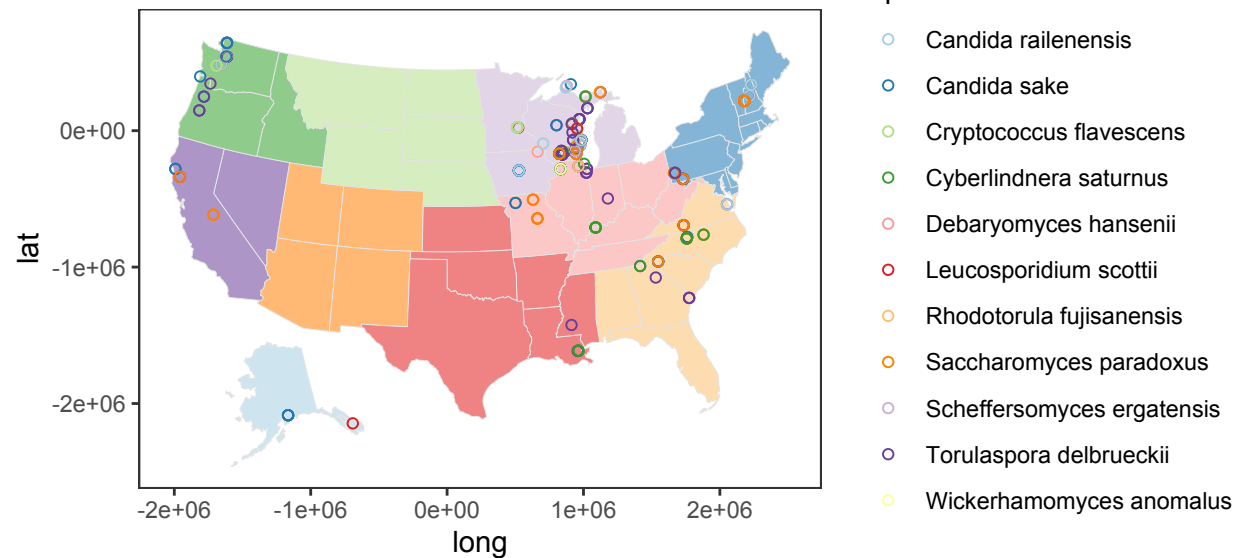 Candida railenensis
Candida sake
Cryptococcus flavescens
Cyberlindnera saturnus
Debaryomyces hansenii
Leucosporidium scottii
Rhodotorula fujisanensis
Saccharomyces paradoxus
Scheffersomyces ergatensis
Torulaspora delbrueckii
Wickerhamomyces anomalus
lat
0e+00
-1e+06
-2e+06
-2e+06 -1e+06 0e+00 1e+06 2e+06
long